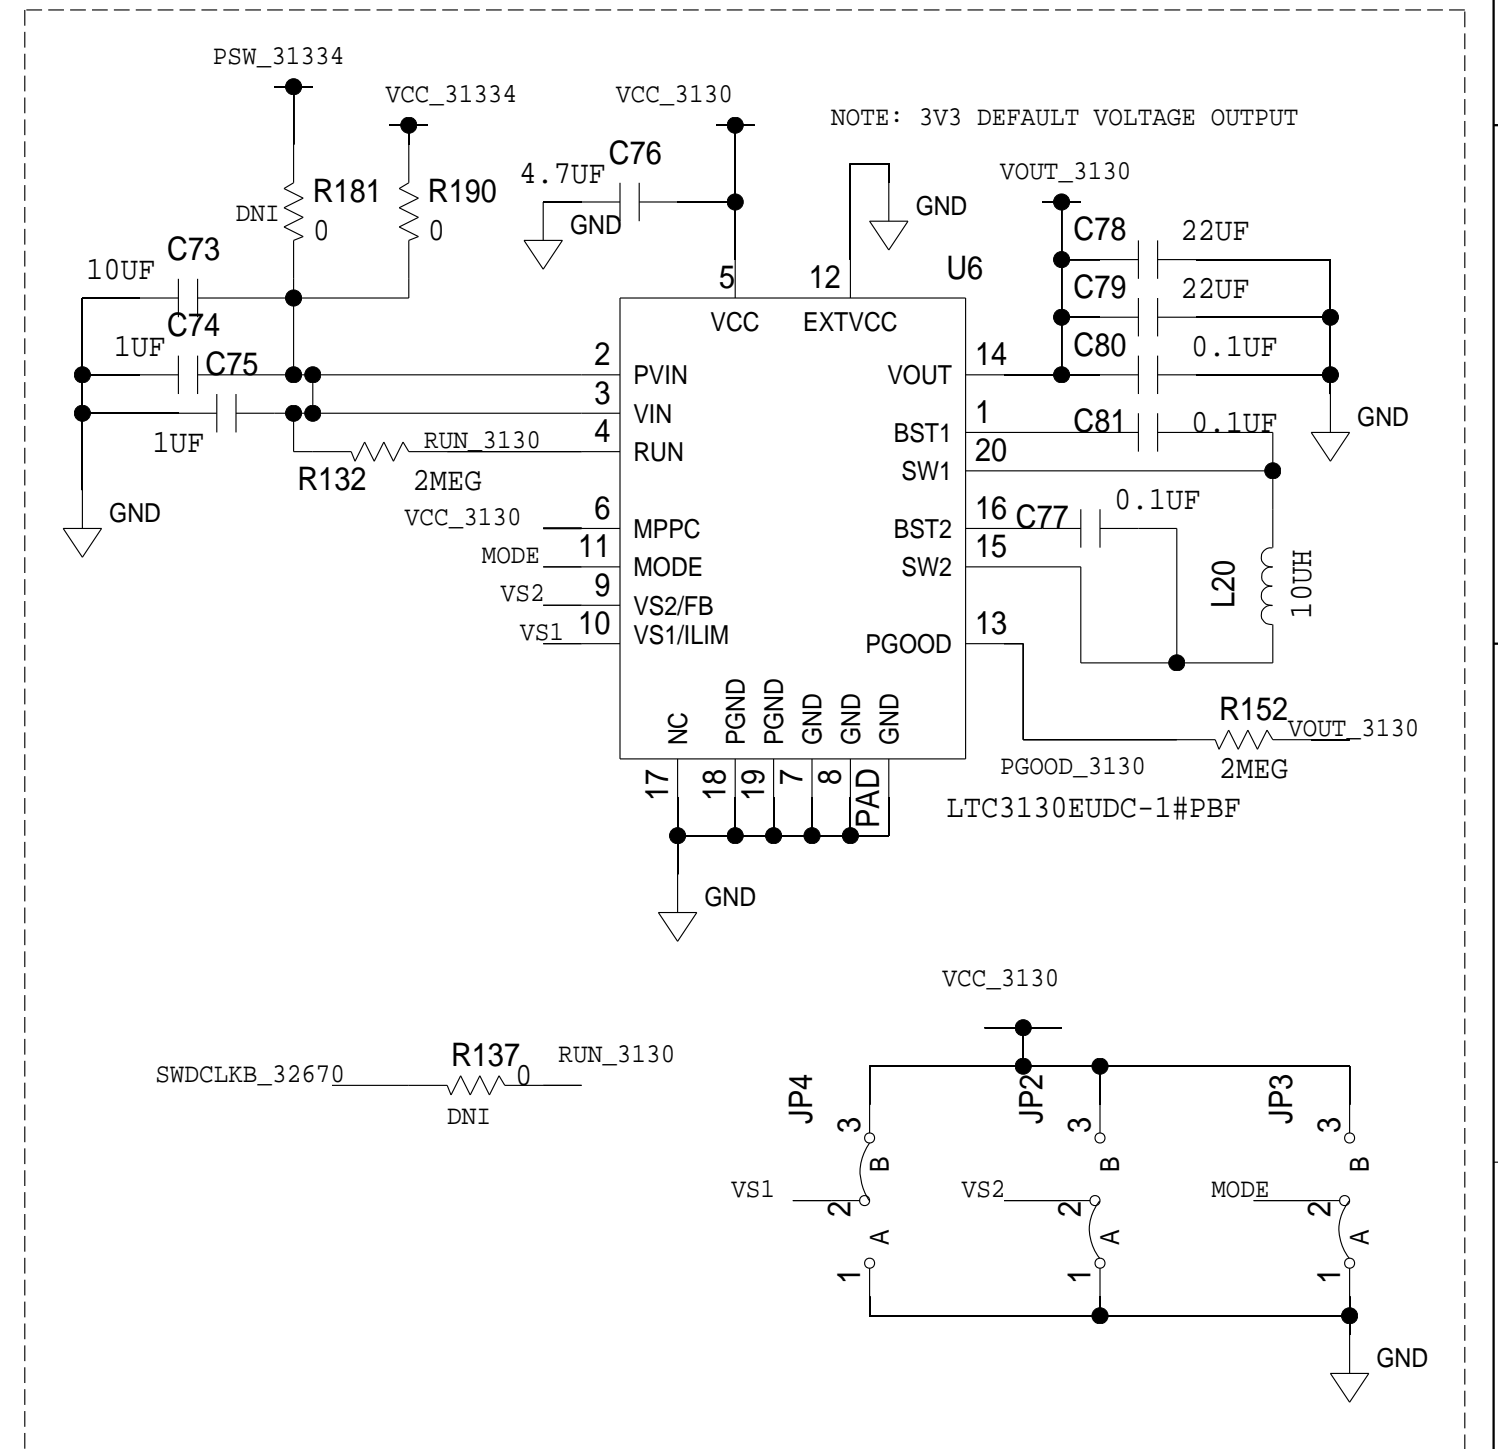 PSW_31334
VCC_31334
VCC_3130
NOTE: 3V3 DEFAULT VOLTAGE OUTPUT
C76
4.7UF
GND
GND
VOUT_3130
R181
DNI
0
R190
0
C73
10UF
C74
1UF
C75
1UF
C78
22UF
C79
22UF
C80
0.1UF
C81
0.1UF
GND
U6
5
VCC
12
EXTVCC
2
PVIN
3
VIN
4
RUN
RUN_3130
R132
2MEG
GND
VCC_3130
6
MPPC
MODE
11
MODE
VS2
9
VS2/FB
VS1
10
VS1/ILIM
14
VOUT
1
BST1
20
SW1
16
BST2
C77
0.1UF
15
SW2
L20
10UH
13
PGOOD
R152
VOUT_3130
2MEG
PGOOD_3130
NC
PGND
PGND
GND
GND
GND
17
18
19
7
8
PAD
LTC3130EUDC-1#PBF
GND
VCC_3130
SWDCLKB_32670
R137
0
RUN_3130
DNI
JP4
3
B
VS1
2
A
1
JP2
3
B
VS2
2
A
1
JP3
3
B
MODE
2
A
1
GND